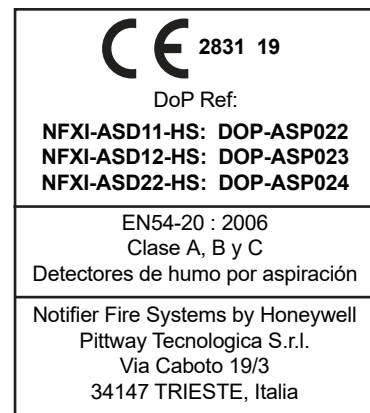 CE 2831 19
DoP Ref:
NFXI-ASD11-HS: DOP-ASP022
NFXI-ASD12-HS: DOP-ASP023
NFXI-ASD22-HS: DOP-ASP024
EN54-20 : 2006
Clase A, B y C
Detectores de humo por aspiración
Notifier Fire Systems by Honeywell
Pittway Tecnologica S.r.l.
Via Caboto 19/3
34147 TRIESTE, Italia